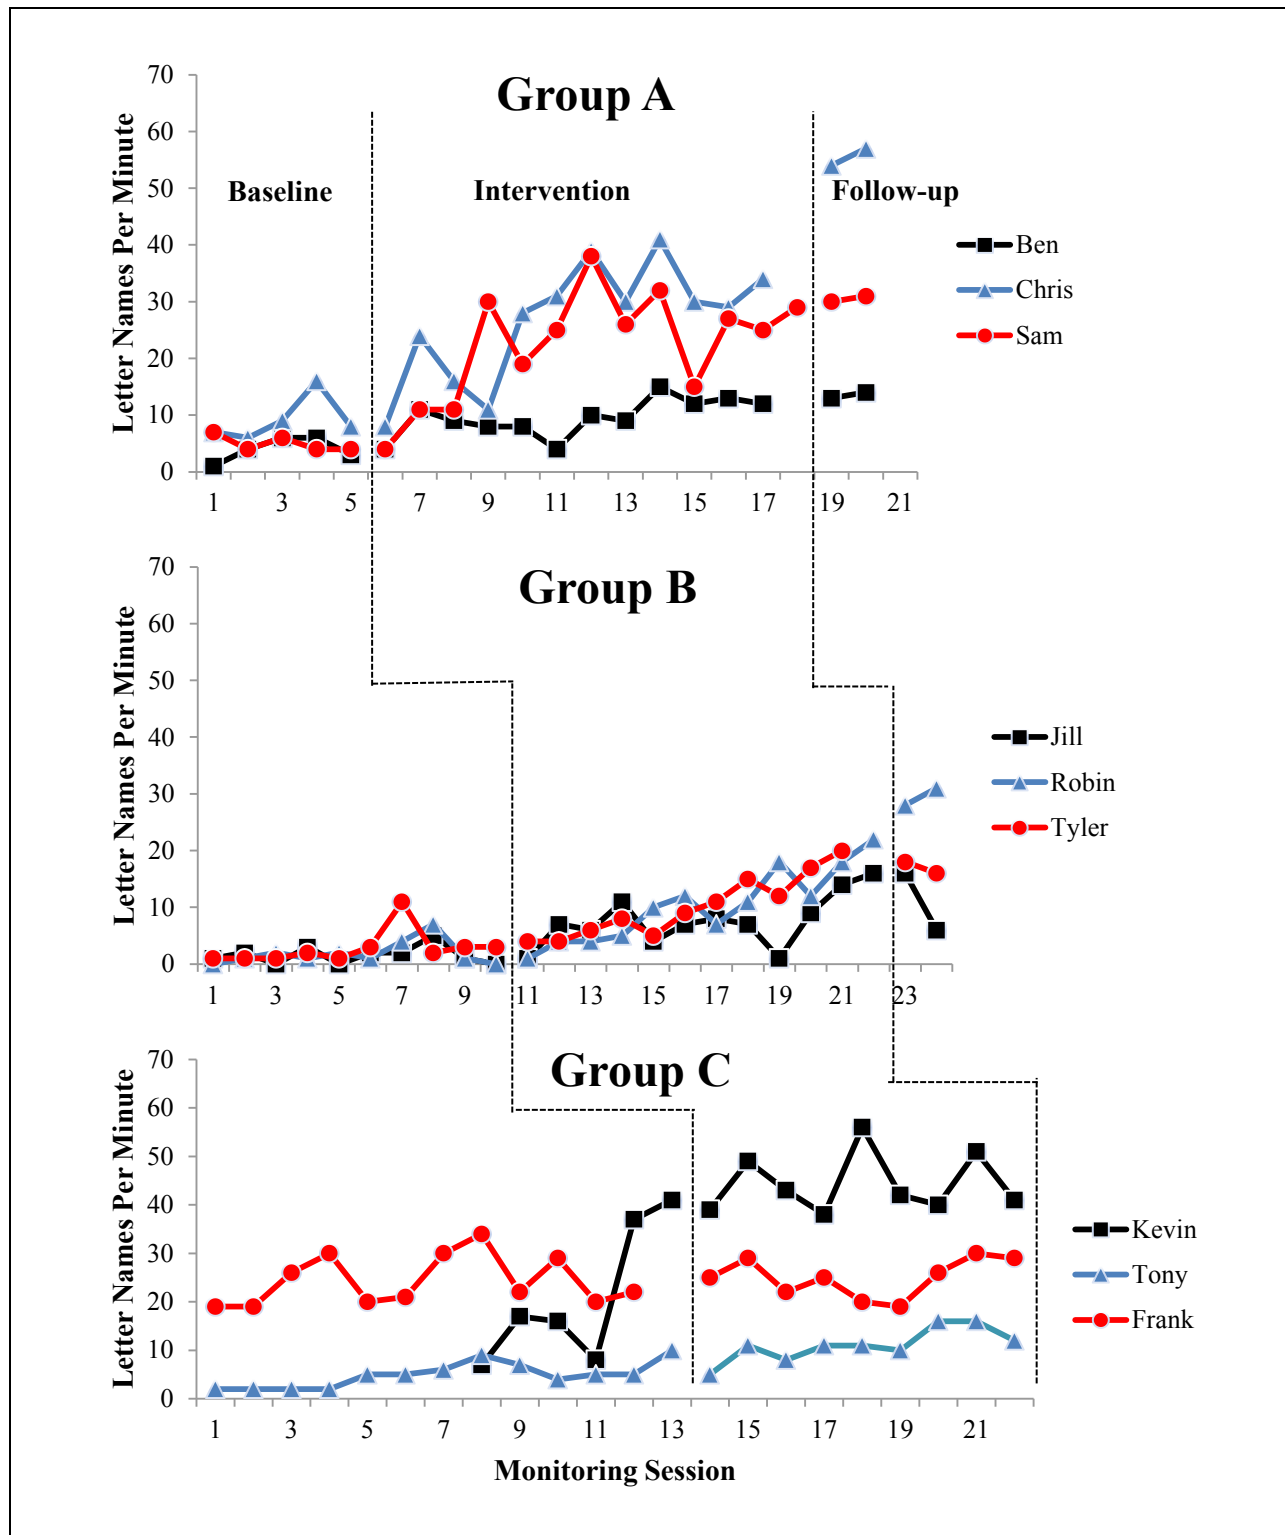 Group A
70
60
50
40
30
20
10
0
Letter Names Per Minute
Baseline
Intervention
Follow-up
Ben
Chris
Sam
1 3 5 7 9 11 13 15 17 19 21
Group B
70
60
50
40
30
20
10
0
Letter Names Per Minute
Jill
Robin
Tyler
1 3 5 7 9 11 13 15 17 19 21 23
Group C
70
60
50
40
30
20
10
0
Letter Names Per Minute
Kevin
Tony
Frank
1 3 5 7 9 11 13 15 17 19 21
Monitoring Session